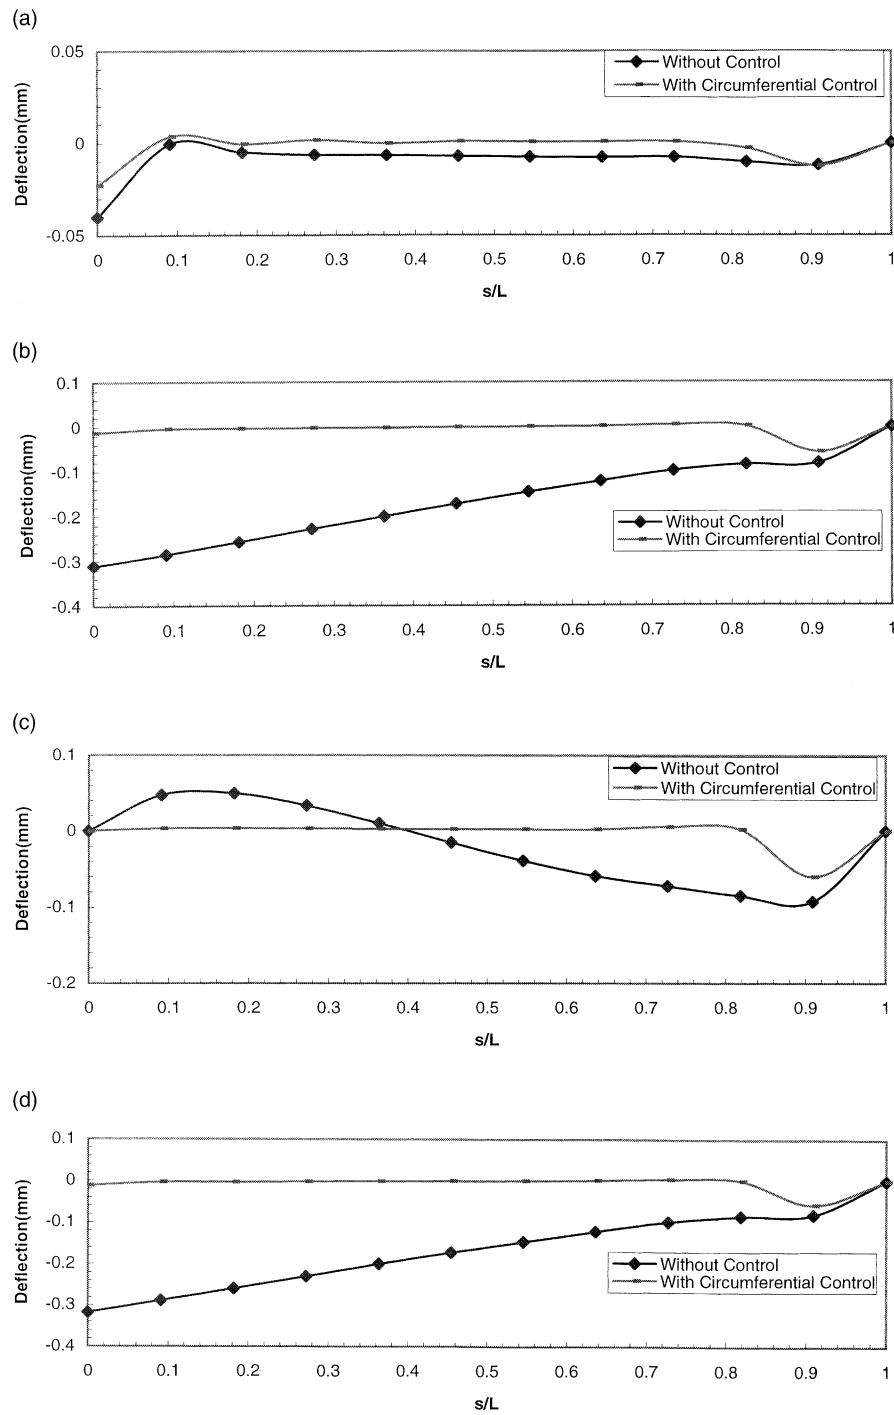 (a)
0.05
Without Control
With Circumferential Control
Deflection(mm)
0
-0.05
0 0.1 0.2 0.3 0.4 0.5 0.6 0.7 0.8 0.9 1
s/L
(b)
0.1
0
-0.1
Deflection(mm)
-0.2
Without Control
With Circumferential Control
-0.3
-0.4
0 0.1 0.2 0.3 0.4 0.5 0.6 0.7 0.8 0.9 1
s/L
(c)
0.1
Without Control
With Circumferential Control
0
Deflection(mm)
-0.1
-0.2
0 0.1 0.2 0.3 0.4 0.5 0.6 0.7 0.8 0.9 1
s/L
(d)
0.1
0
-0.1
Deflection(mm)
-0.2
Without Control
With Circumferential Control
-0.3
-0.4
0 0.1 0.2 0.3 0.4 0.5 0.6 0.7 0.8 0.9 1
s/L